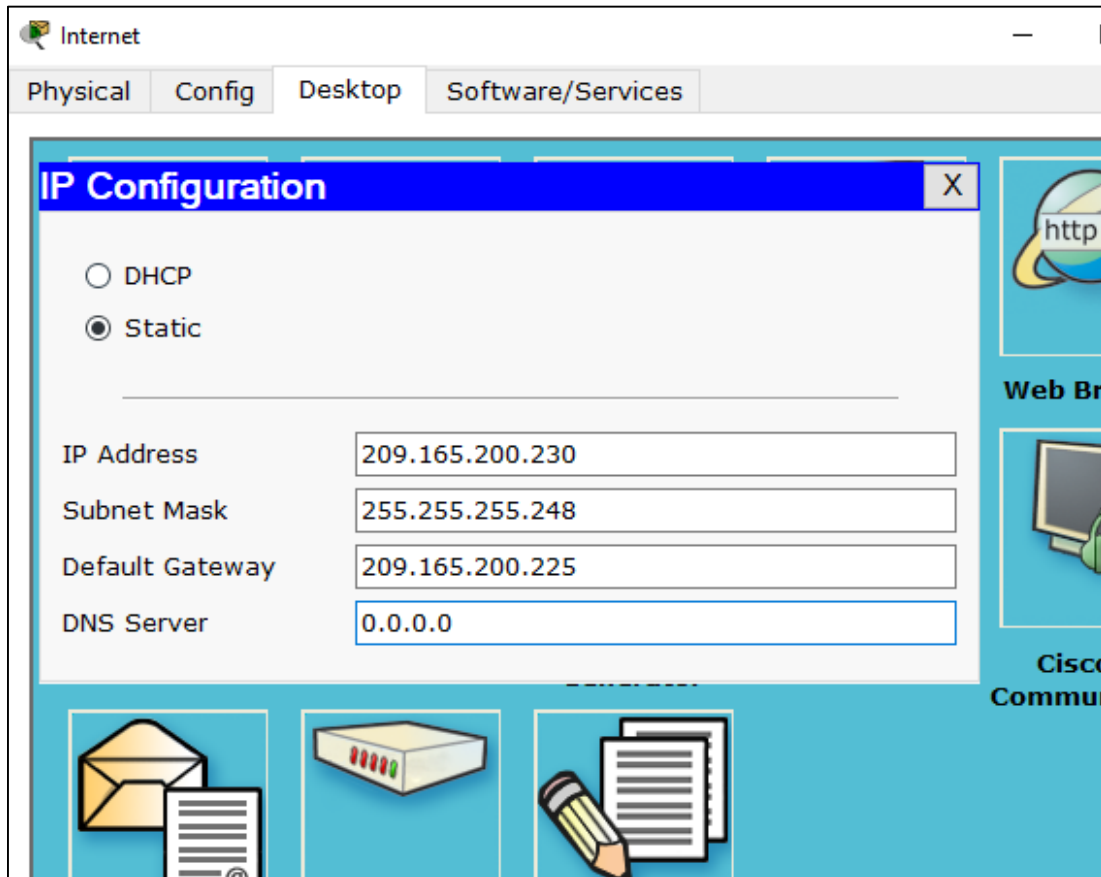 Internet
Physical Config Desktop Software/Services
IP Configuration X
DHCP
Static
IP Address 209.165.200.230
Subnet Mask 255.255.255.248
Default Gateway 209.165.200.225
DNS Server 0.0.0.0
http
Web Br
Cisco
Commun
@